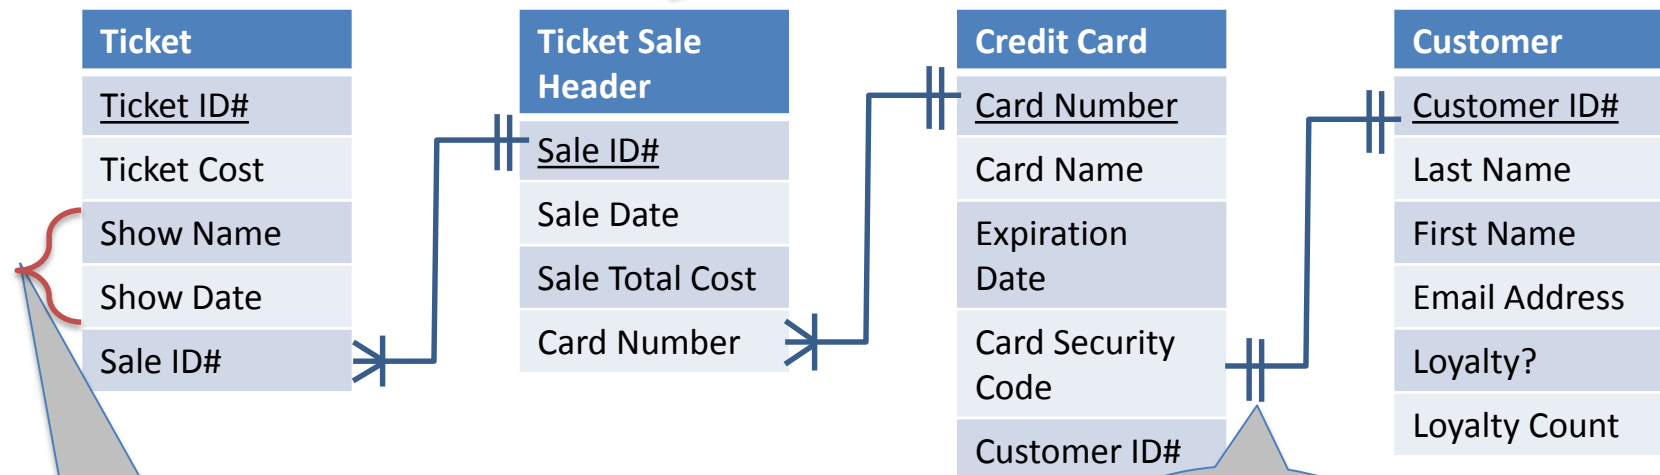 Ticket
Ticket ID#
Ticket Cost
Show Name
Show Date
Sale ID#
Ticket Sale
Header
Sale ID#
Sale Date
Sale Total Cost
Card Number
Credit Card
Card Number
Card Name
Expiration
Date
Card Security
Code
Customer ID#
Customer
Customer ID#
Last Name
First Name
Email Address
Loyalty?
Loyalty Count